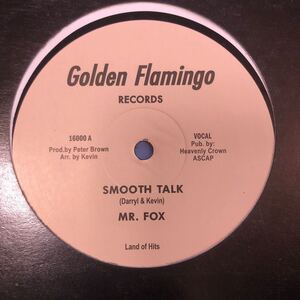 Golden Flamingo
RECORDS
16000 A
Prod.by Peter Brown
Arr. by Kevin
VOCAL
Pub. by:
Heavenly Crown
ASCAP
SMOOTH TALK
(Darryl & Kevin)
MR. FOX
Land of Hits